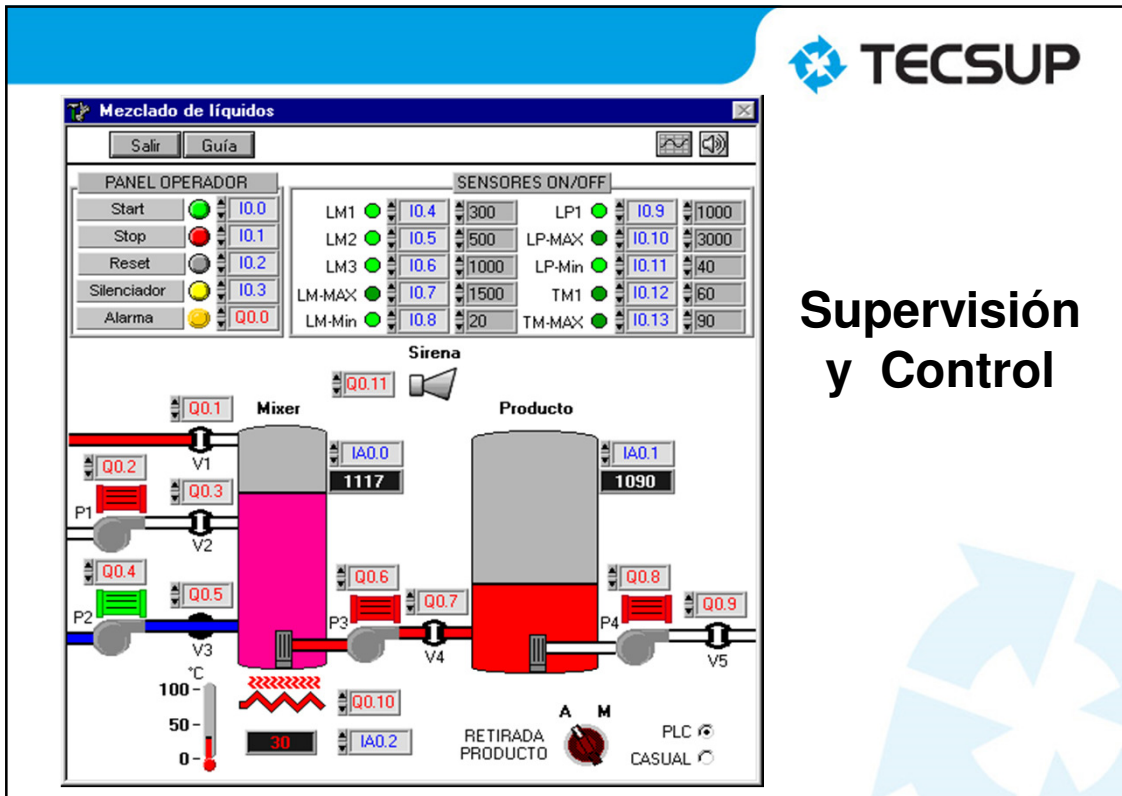 TECSUP
Mezclado de líquidos
Salir Guía
PANEL OPERADOR
Start I0.0
Stop I0.1
Reset I0.2
Silenciador I0.3
Alarma Q0.0
SENSORES ON/OFF
LM1 I0.4 300 LP1 I0.9 1000
LM2 I0.5 500 LP-MAX I0.10 3000
LM3 I0.6 1000 LP-Min I0.11 40
LM-MAX I0.7 1500 TM1 I0.12 60
LM-Min I0.8 20 TM-MAX I0.13 90
Supervisión
y Control
Sirena
Q0.11
Q0.1 Mixer Producto
V1 IA0.0 IA0.1
Q0.2 1117 1090
Q0.3
P1
V2
Q0.4 Q0.6 Q0.8
Q0.5 Q0.7 Q0.9
P2 P3 P4
V3 V4 V5
°C
100
Q0.10
50
A M
30 IA0.2 RETIRADA PLC
PRODUCTO
0 CASUAL